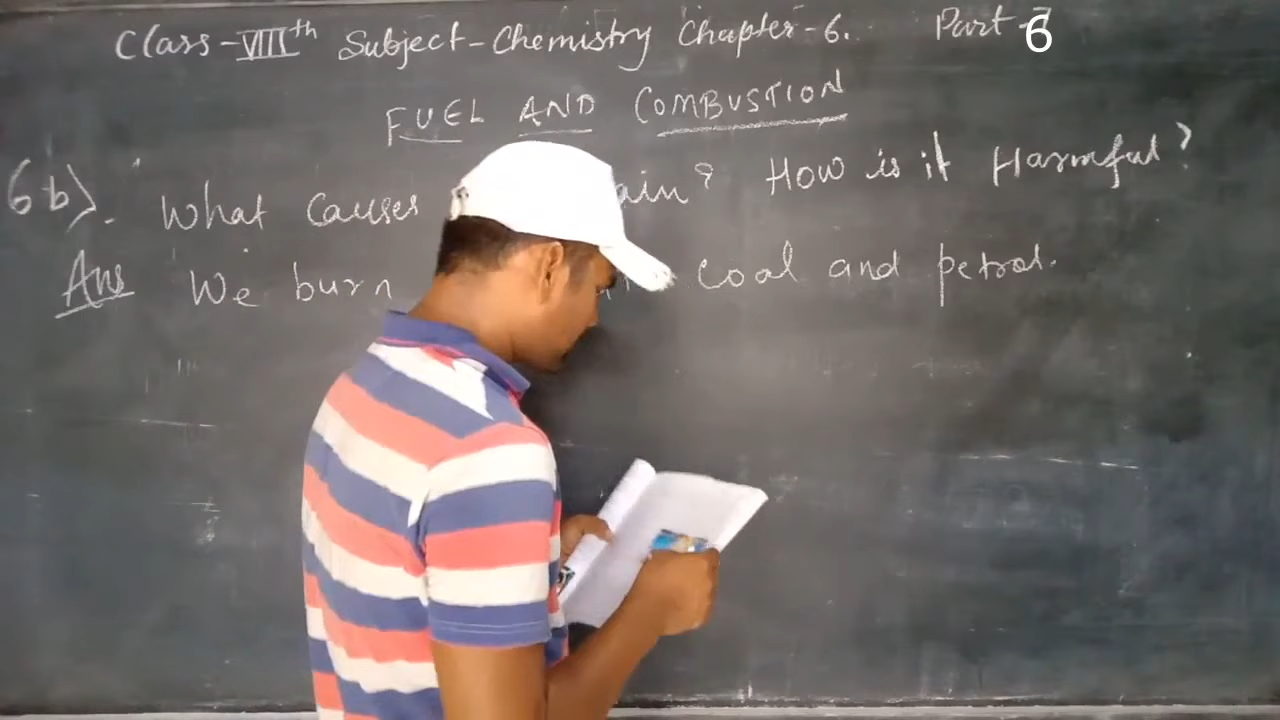 Class-VIIIth Subject-Chemistry Chapter-6. Part-6
FUEL AND COMBUSTION
6b). What causes ain? How is it Harmful?
Ans We burn coal and petrol.